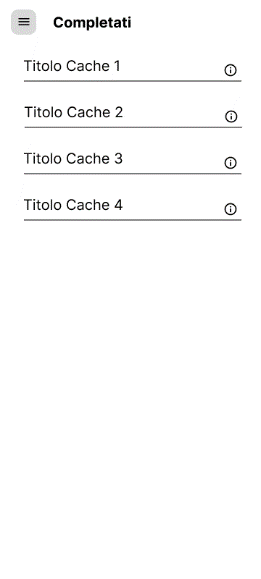 Completati
Titolo Cache 1
Titolo Cache 2
Titolo Cache 3
Titolo Cache 4